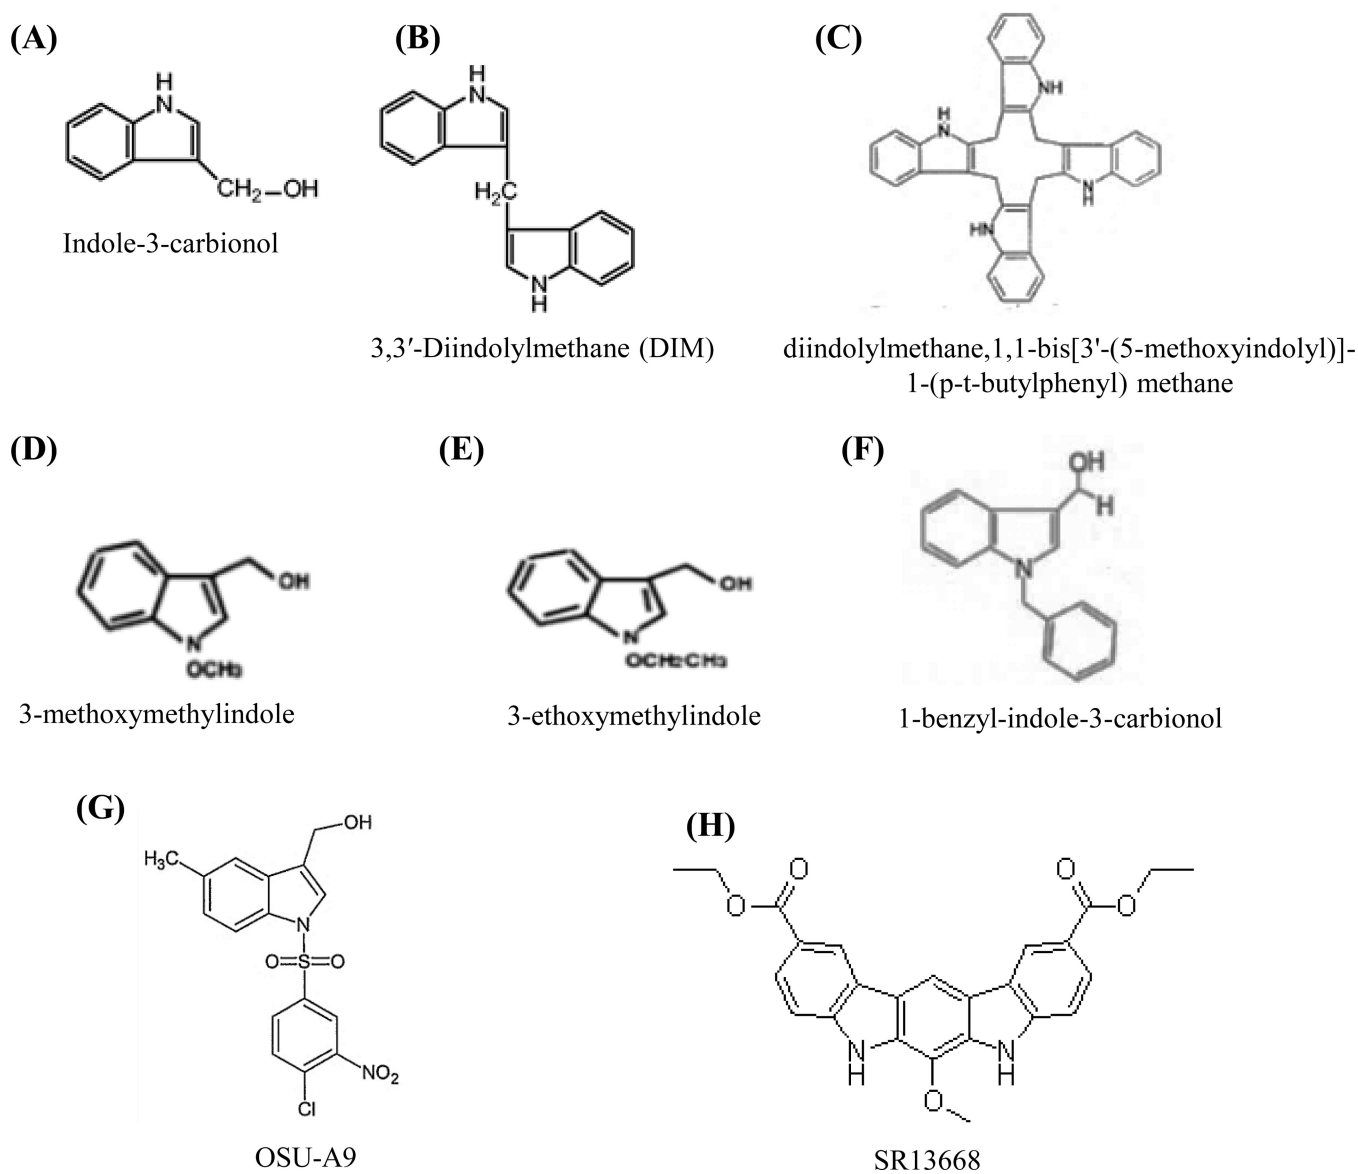 (A)
(B)
(C)
H
N
CH2–OH
Indole-3-carbionol
H
N
H2C
N
H
3,3′-Diindolylmethane (DIM)
NH
H
N
N
H
HN
diindolylmethane,1,1-bis[3'-(5-methoxyindolyl)]-
1-(p-t-butylphenyl) methane
(D)
(E)
(F)
OH
N
OCH3
3-methoxymethylindole
OH
N
OCH2CH3
3-ethoxymethylindole
OH
H
N
1-benzyl-indole-3-carbionol
(G)
(H)
OH
H3C
N
O=S=O
NO2
Cl
OSU-A9
O
O
O
O
N
H
N
H
O
SR13668